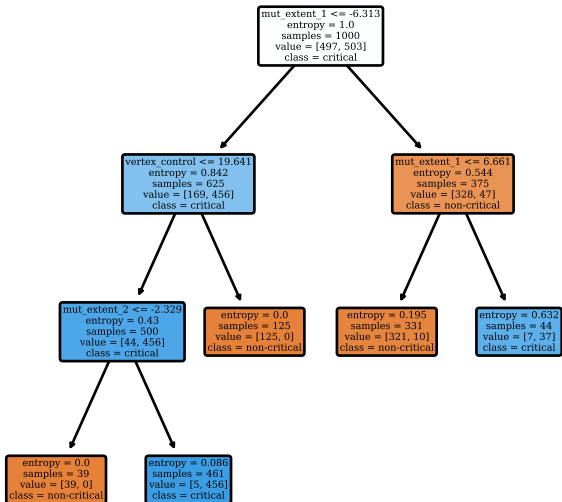 mut_extent_1 <= -6.313
entropy = 1.0
samples = 1000
value = [497, 503]
class = critical
vertex_control <= 19.641
entropy = 0.842
samples = 625
value = [169, 456]
class = critical
mut_extent_1 <= 6.661
entropy = 0.544
samples = 375
value = [328, 47]
class = non-critical
mut_extent_2 <= -2.329
entropy = 0.43
samples = 500
value = [44, 456]
class = critical
entropy = 0.0
samples = 125
value = [125, 0]
class = non-critical
entropy = 0.195
samples = 331
value = [321, 10]
class = non-critical
entropy = 0.632
samples = 44
value = [7, 37]
class = critical
entropy = 0.0
samples = 39
value = [39, 0]
class = non-critical
entropy = 0.086
samples = 461
value = [5, 456]
class = critical